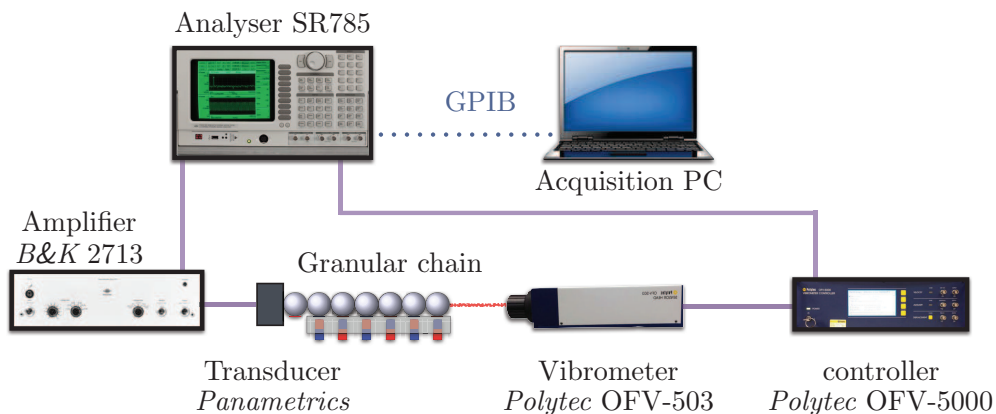 Analyser SR785
GPIB
Acquisition PC
Amplifier
B&K 2713
Granular chain
Transducer
Panametrics
Vibrometer
Polytec OFV-503
controller
Polytec OFV-5000